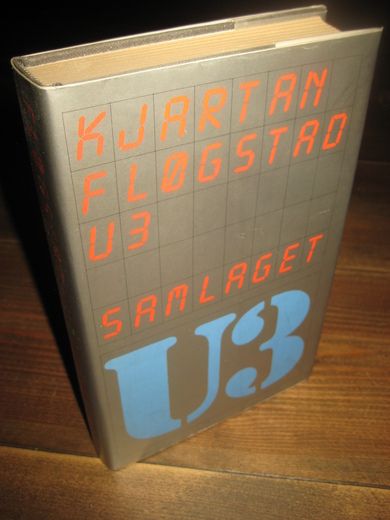 KJARTAN
FLØGSTAD
U3
SAMLAGET
U3